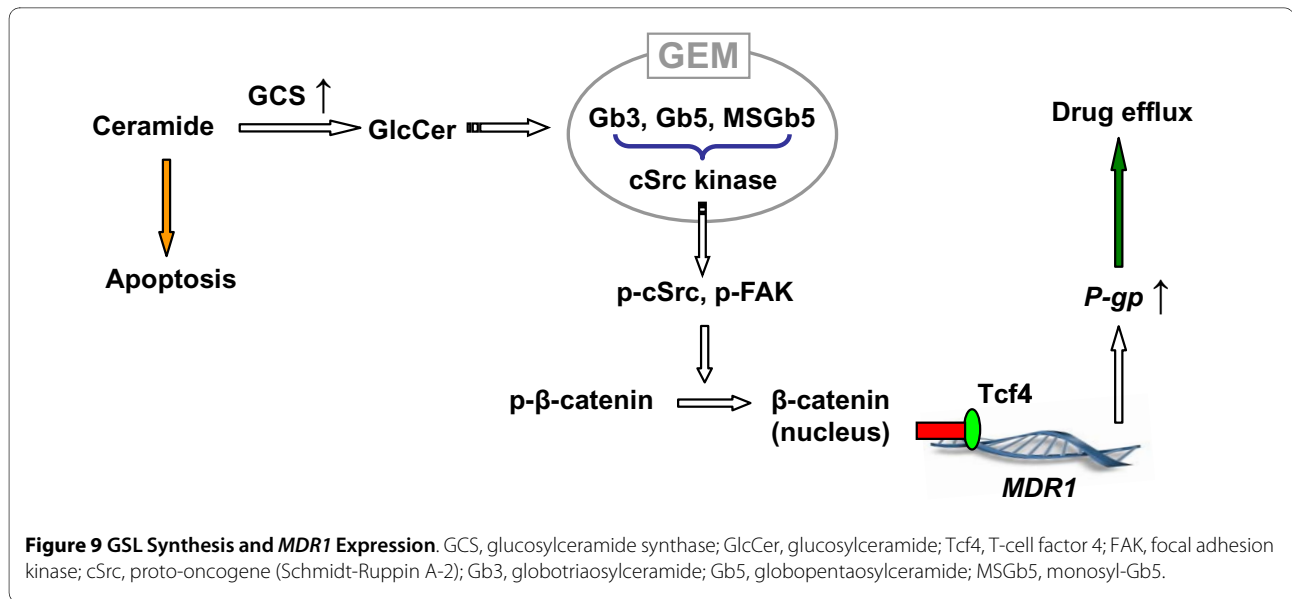 GEM
GCS ↑
Ceramide
GlcCer
Gb3, Gb5, MSGb5
Drug efflux
cSrc kinase
Apoptosis
p-cSrc, p-FAK
P-gp ↑
p-β-catenin
β-catenin
(nucleus)
Tcf4
MDR1
Figure 9 GSL Synthesis and MDR1 Expression. GCS, glucosylceramide synthase; GlcCer, glucosylceramide; Tcf4, T-cell factor 4; FAK, focal adhesion
kinase; cSrc, proto-oncogene (Schmidt-Ruppin A-2); Gb3, globotriaosylceramide; Gb5, globopentaosylceramide; MSGb5, monosyl-Gb5.